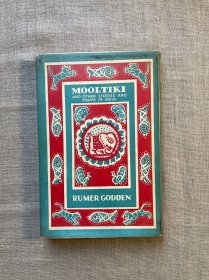 MOOLTIKI
AND OTHER STORIES AND
POEMS OF INDIA
RUMER GODDEN